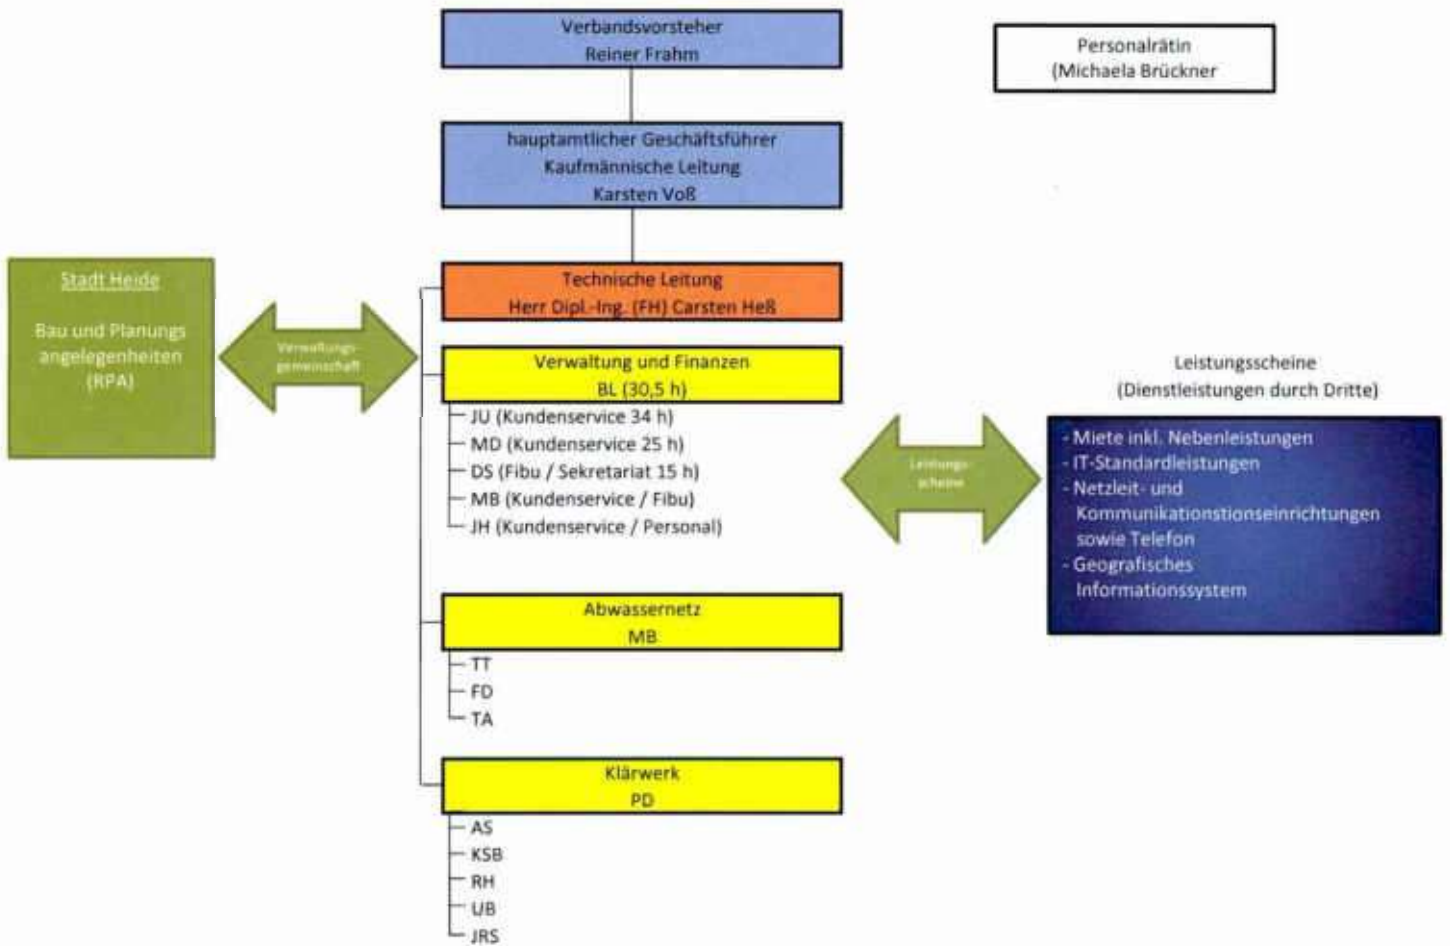 Verbandsvorsteher
Reiner Frahm
Personalrätin
(Michaela Brückner
hauptamtlicher Geschäftsführer
Kaufmännische Leitung
Karsten Voß
Stadt Heide
Bau und Planungs
angelegenheiten
(RPA)
Verwaltungs-
gemeinschaft
Technische Leitung
Herr Dipl.-Ing. (FH) Carsten Heß
Verwaltung und Finanzen
BL (30,5 h)
JU (Kundenservice 34 h)
MD (Kundenservice 25 h)
DS (Fibu / Sekretariat 15 h)
MB (Kundenservice / Fibu)
JH (Kundenservice / Personal)
Leistungs-
scheine
Leistungsscheine
(Dienstleistungen durch Dritte)
- Miete inkl. Nebenleistungen
- IT-Standardleistungen
- Netzleit- und
Kommunikationstionseinrichtungen
sowie Telefon
- Geografisches
Informationssystem
Abwassernetz
MB
TT
FD
TA
Klärwerk
PD
AS
KSB
RH
UB
JRS